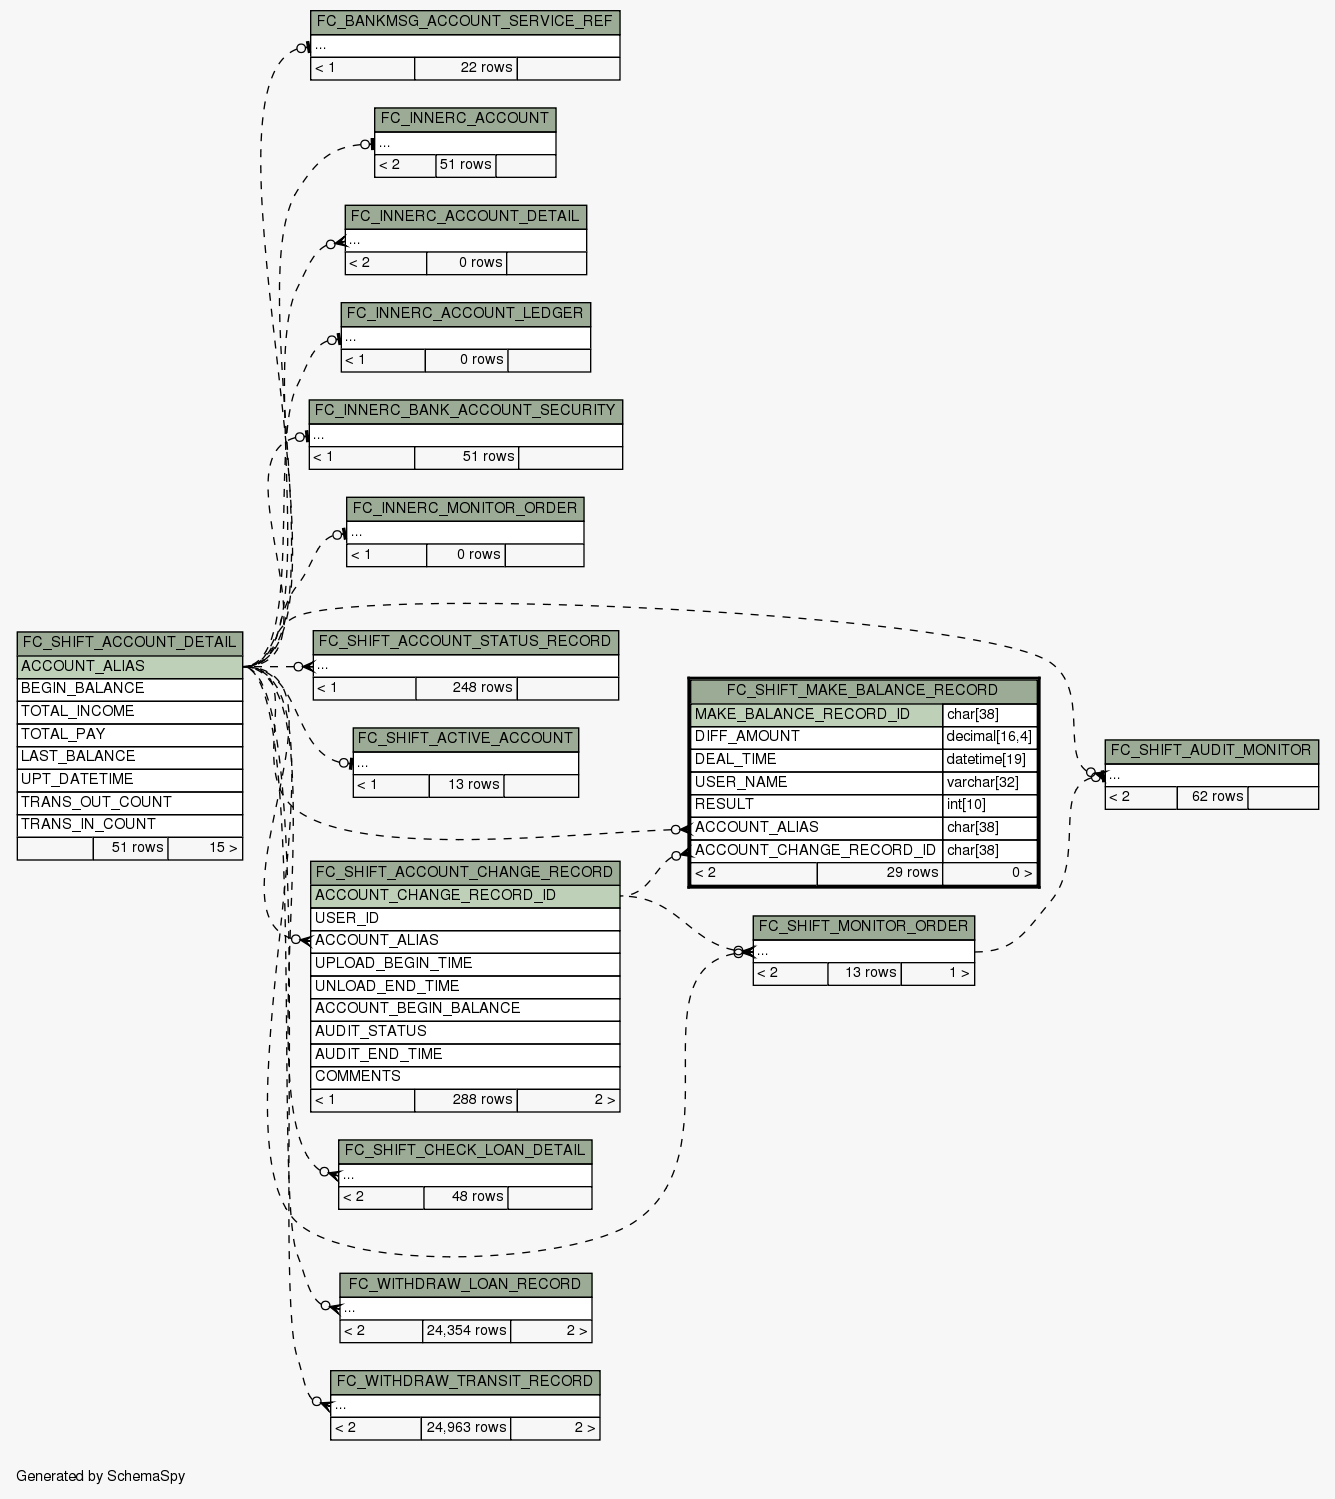 FC_BANKMSG_ACCOUNT_SERVICE_REF
...
< 1 22 rows
FC_INNERC_ACCOUNT
...
< 2 51 rows
FC_INNERC_ACCOUNT_DETAIL
...
< 2 0 rows
FC_INNERC_ACCOUNT_LEDGER
...
< 1 0 rows
FC_INNERC_BANK_ACCOUNT_SECURITY
...
< 1 51 rows
FC_INNERC_MONITOR_ORDER
...
< 1 0 rows
FC_SHIFT_ACCOUNT_DETAIL
ACCOUNT_ALIAS
BEGIN_BALANCE
TOTAL_INCOME
TOTAL_PAY
LAST_BALANCE
UPT_DATETIME
TRANS_OUT_COUNT
TRANS_IN_COUNT
51 rows 15 >
FC_SHIFT_ACCOUNT_STATUS_RECORD
...
< 1 248 rows
FC_SHIFT_ACTIVE_ACCOUNT
...
< 1 13 rows
FC_SHIFT_MAKE_BALANCE_RECORD
MAKE_BALANCE_RECORD_ID char[38]
DIFF_AMOUNT decimal[16,4]
DEAL_TIME datetime[19]
USER_NAME varchar[32]
RESULT int[10]
ACCOUNT_ALIAS char[38]
ACCOUNT_CHANGE_RECORD_ID char[38]
< 2 29 rows 0 >
FC_SHIFT_AUDIT_MONITOR
...
< 2 62 rows
FC_SHIFT_ACCOUNT_CHANGE_RECORD
ACCOUNT_CHANGE_RECORD_ID
USER_ID
ACCOUNT_ALIAS
UPLOAD_BEGIN_TIME
UNLOAD_END_TIME
ACCOUNT_BEGIN_BALANCE
AUDIT_STATUS
AUDIT_END_TIME
COMMENTS
< 1 288 rows 2 >
FC_SHIFT_MONITOR_ORDER
...
< 2 13 rows 1 >
FC_SHIFT_CHECK_LOAN_DETAIL
...
< 2 48 rows
FC_WITHDRAW_LOAN_RECORD
...
< 2 24,354 rows 2 >
FC_WITHDRAW_TRANSIT_RECORD
...
< 2 24,963 rows 2 >
Generated by SchemaSpy